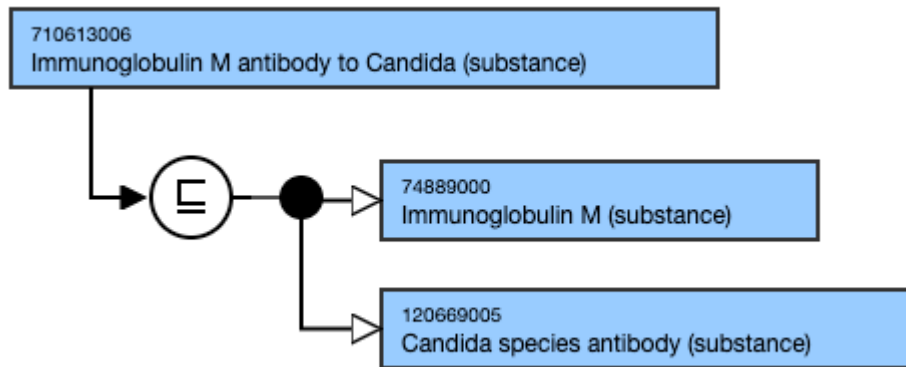 710613006
Immunoglobulin M antibody to Candida (substance)
⊑
74889000
Immunoglobulin M (substance)
120669005
Candida species antibody (substance)